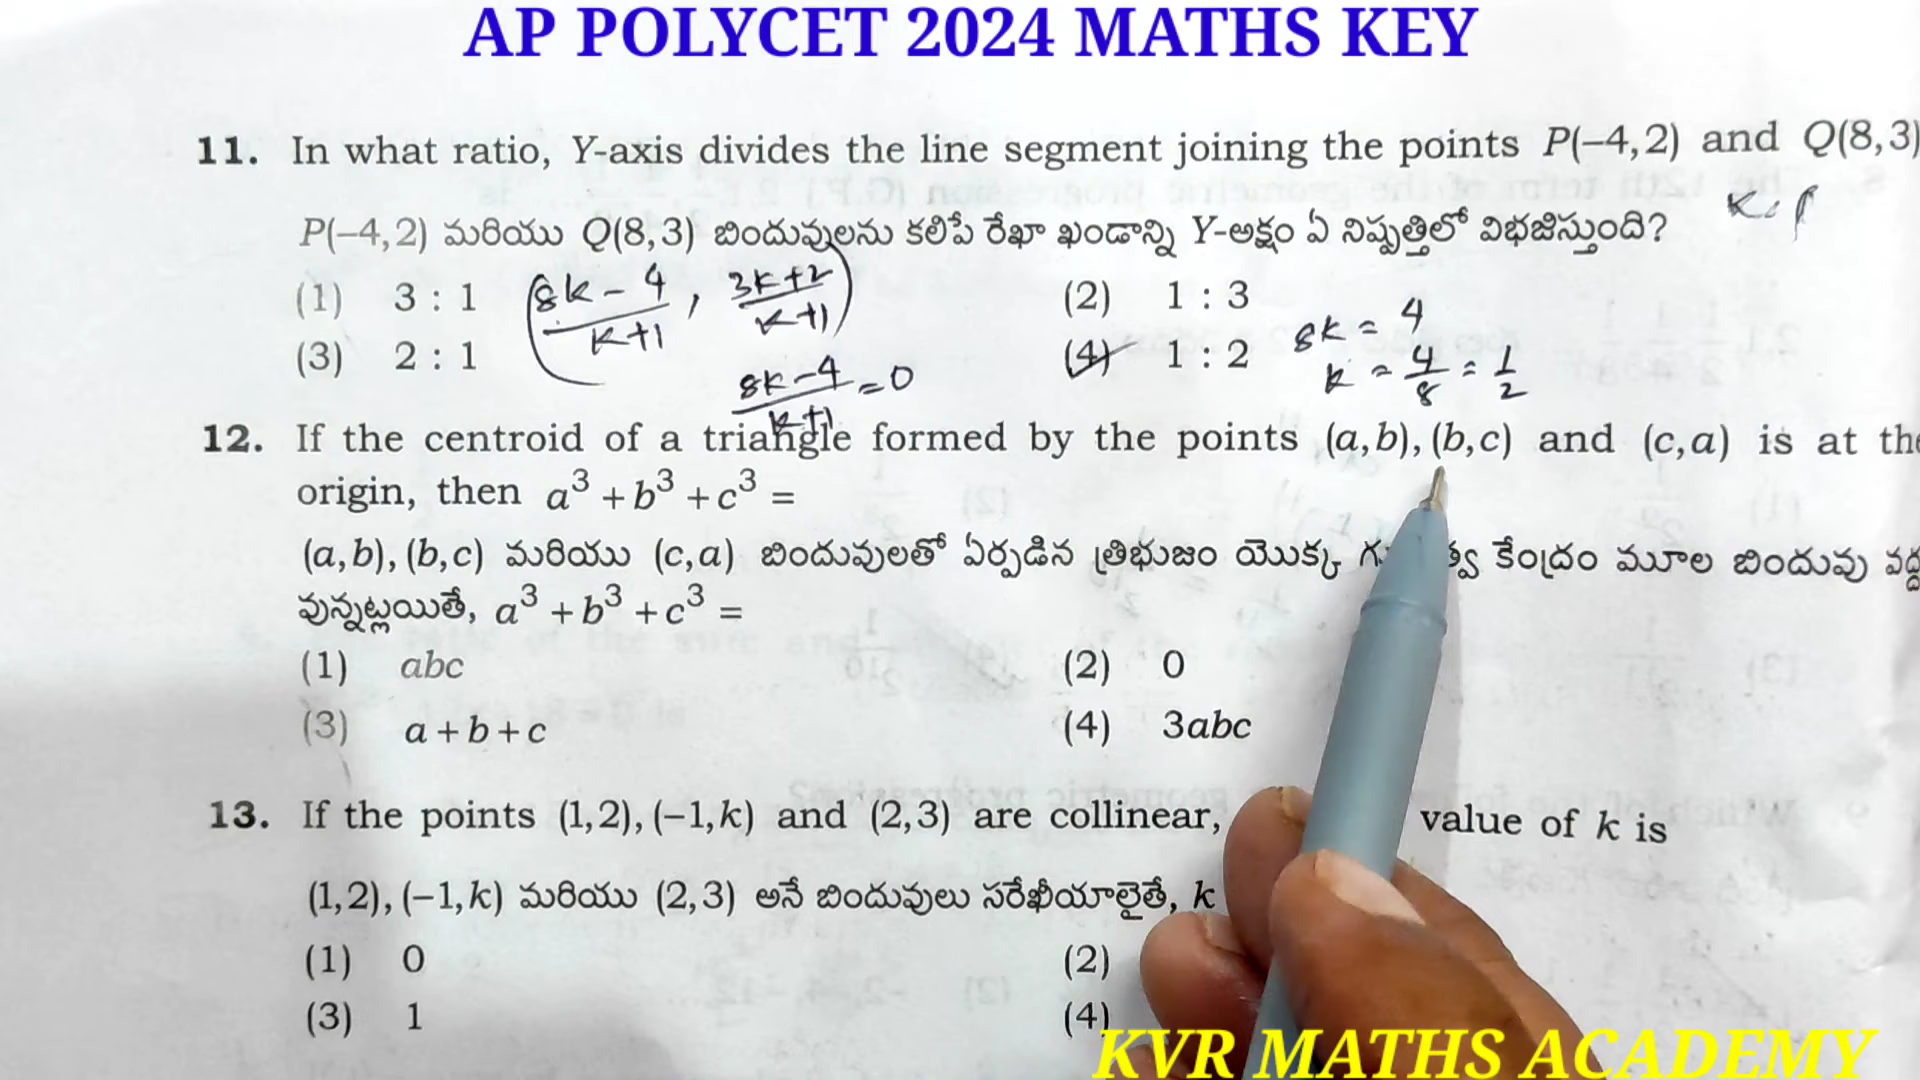 AP POLYCET 2024 MATHS KEY
11. In what ratio, Y-axis divides the line segment joining the points P(–4, 2) and Q(8, 3)
K:1
P(–4, 2) మరియు Q(8, 3) బిందువులను కలిపే రేఖా ఖండాన్ని Y-అక్షం ఏ నిష్పత్తిలో విభజిస్తుంది?
(1) 3 : 1 (8k – 4 / k+1 , 3k+2 / k+1) (2) 1 : 3
8k = 4
(3) 2 : 1 (4) 1 : 2
8k – 4 / k+1 = 0
k = 4/8 = 1/2
12. If the centroid of a triangle formed by the points (a, b), (b, c) and (c, a) is at the
origin, then a³ + b³ + c³ =
(a, b), (b, c) మరియు (c, a) బిందువులతో ఏర్పడిన త్రిభుజం యొక్క కేంద్రం మూల బిందువు వద్ద
వున్నట్లయితే, a³ + b³ + c³ =
(1) abc (2) 0
(3) a + b + c (4) 3abc
13. If the points (1, 2), (–1, k) and (2, 3) are collinear, value of k is
(1, 2), (–1, k) మరియు (2, 3) అనే బిందువులు సరేఖీయాలైతే, k
(1) 0 (2)
(3) 1 (4)
KVR MATHS ACADEMY